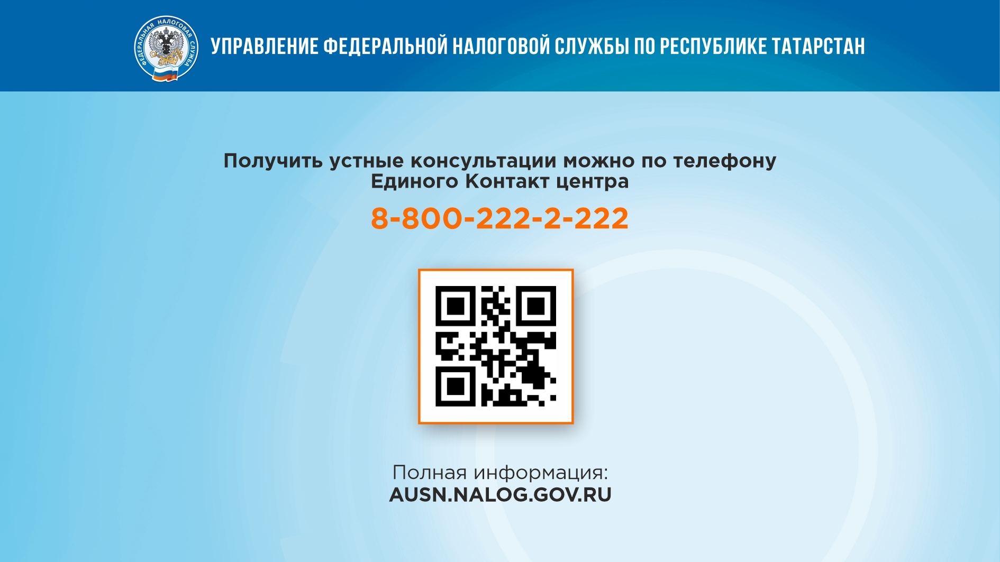 ФЕДЕРАЛЬНАЯ НАЛОГОВАЯ СЛУЖБА
УПРАВЛЕНИЕ ФЕДЕРАЛЬНОЙ НАЛОГОВОЙ СЛУЖБЫ ПО РЕСПУБЛИКЕ ТАТАРСТАН
Получить устные консультации можно по телефону
Единого Контакт центра
8-800-222-2-222
Полная информация:
AUSN.NALOG.GOV.RU